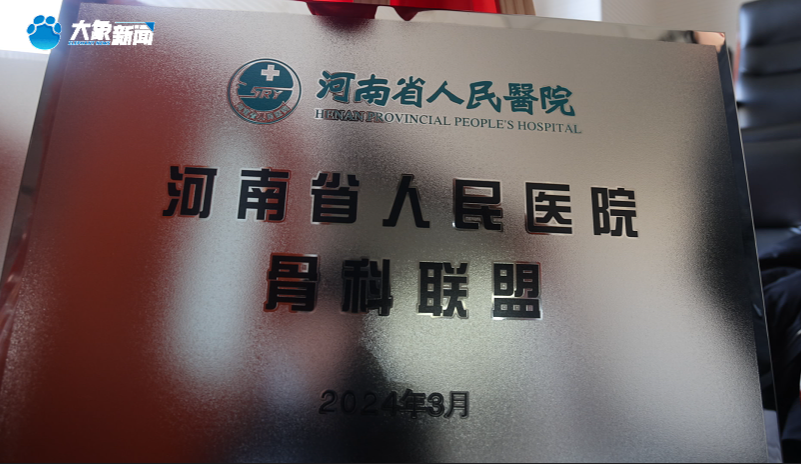 大象新闻
SRY
河南省人民醫院
HENAN PROVINCIAL PEOPLE'S HOSPITAL
河南省人民医院
骨科联盟
2024年3月